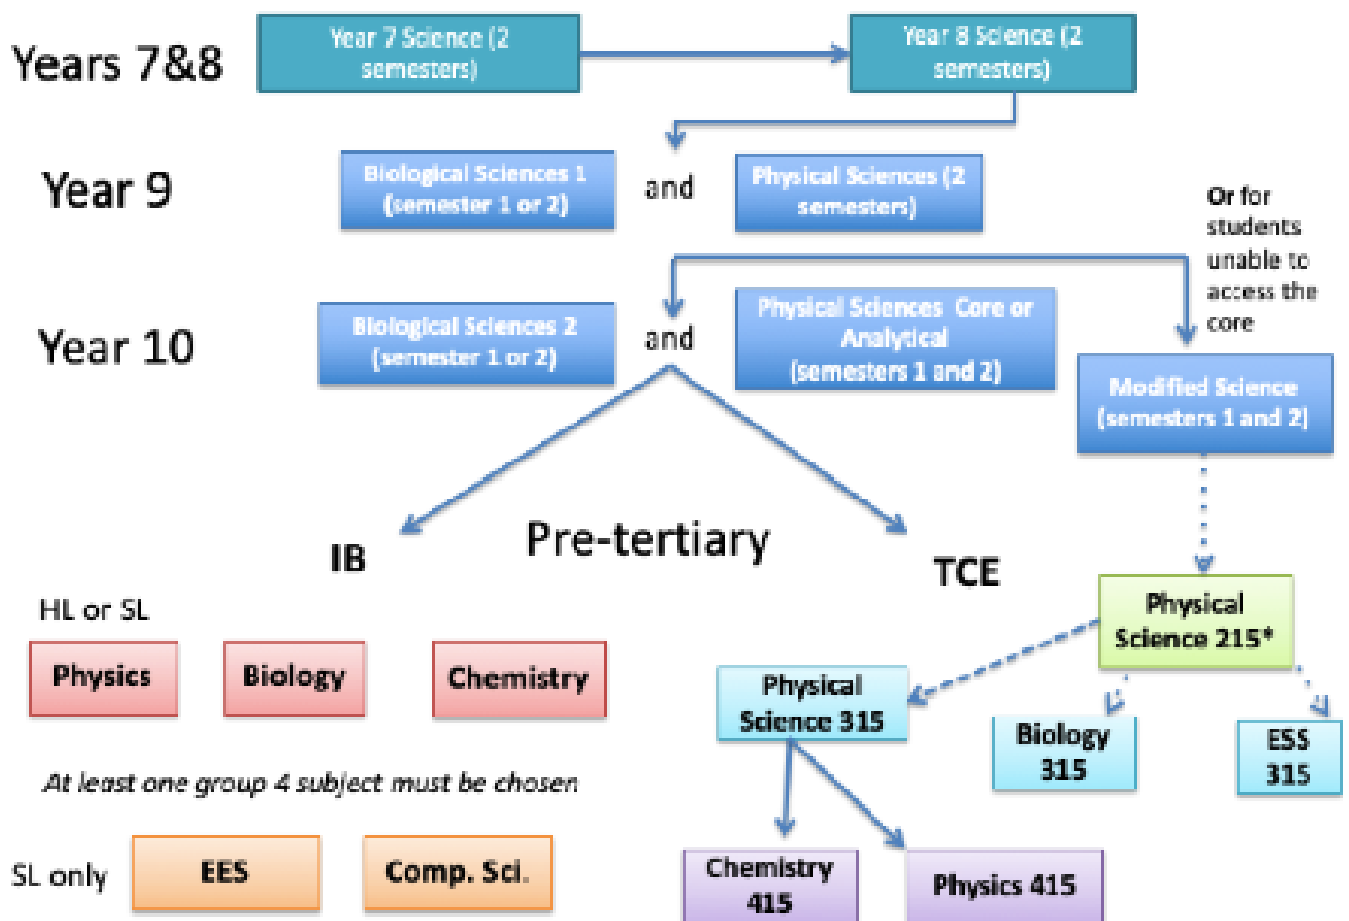 Years 7&8
Year 7 Science (2
semesters)
Year 8 Science (2
semesters)
Year 9
Biological Sciences 1
(semester 1 or 2)
and
Physical Sciences (2
semesters)
Or for
students
unable to
access the
core
Year 10
Biological Sciences 2
(semester 1 or 2)
and
Physical Sciences Core or
Analytical
(semesters 1 and 2)
Modified Science
(semesters 1 and 2)
Pre-tertiary
IB
TCE
HL or SL
Physics
Biology
Chemistry
Physical
Science 215*
Physical
Science 315
Biology
315
ESS
315
At least one group 4 subject must be chosen
SL only
EES
Comp. Sci.
Chemistry
415
Physics 415